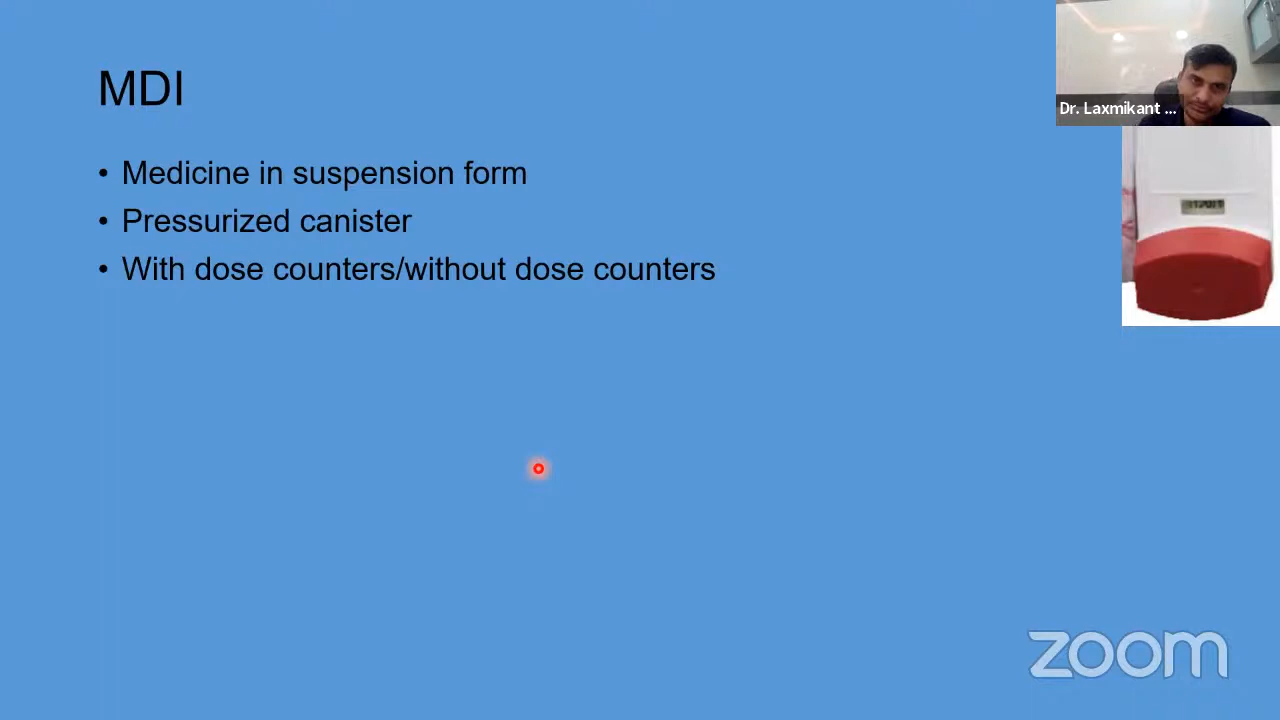 MDI
• Medicine in suspension form
• Pressurized canister
• With dose counters/without dose counters
Dr. Laxmikant ...
zoom